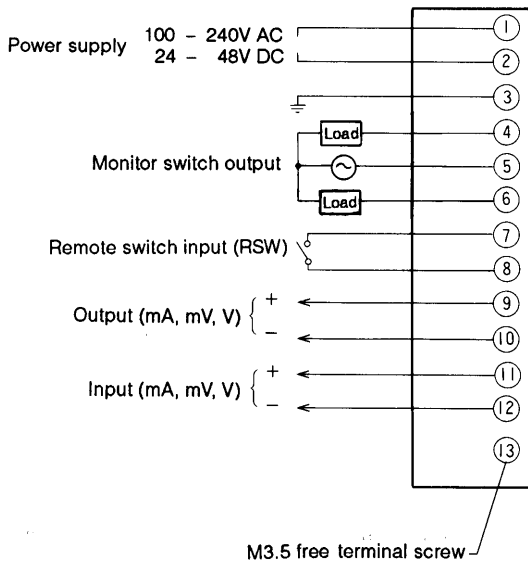 Power supply 100 – 240V AC
24 – 48V DC
1
2
3
Load
4
Monitor switch output
5
Load
6
Remote switch input (RSW)
7
8
Output (mA, mV, V) { +
–
9
10
Input (mA, mV, V) { +
–
11
12
13
M3.5 free terminal screw